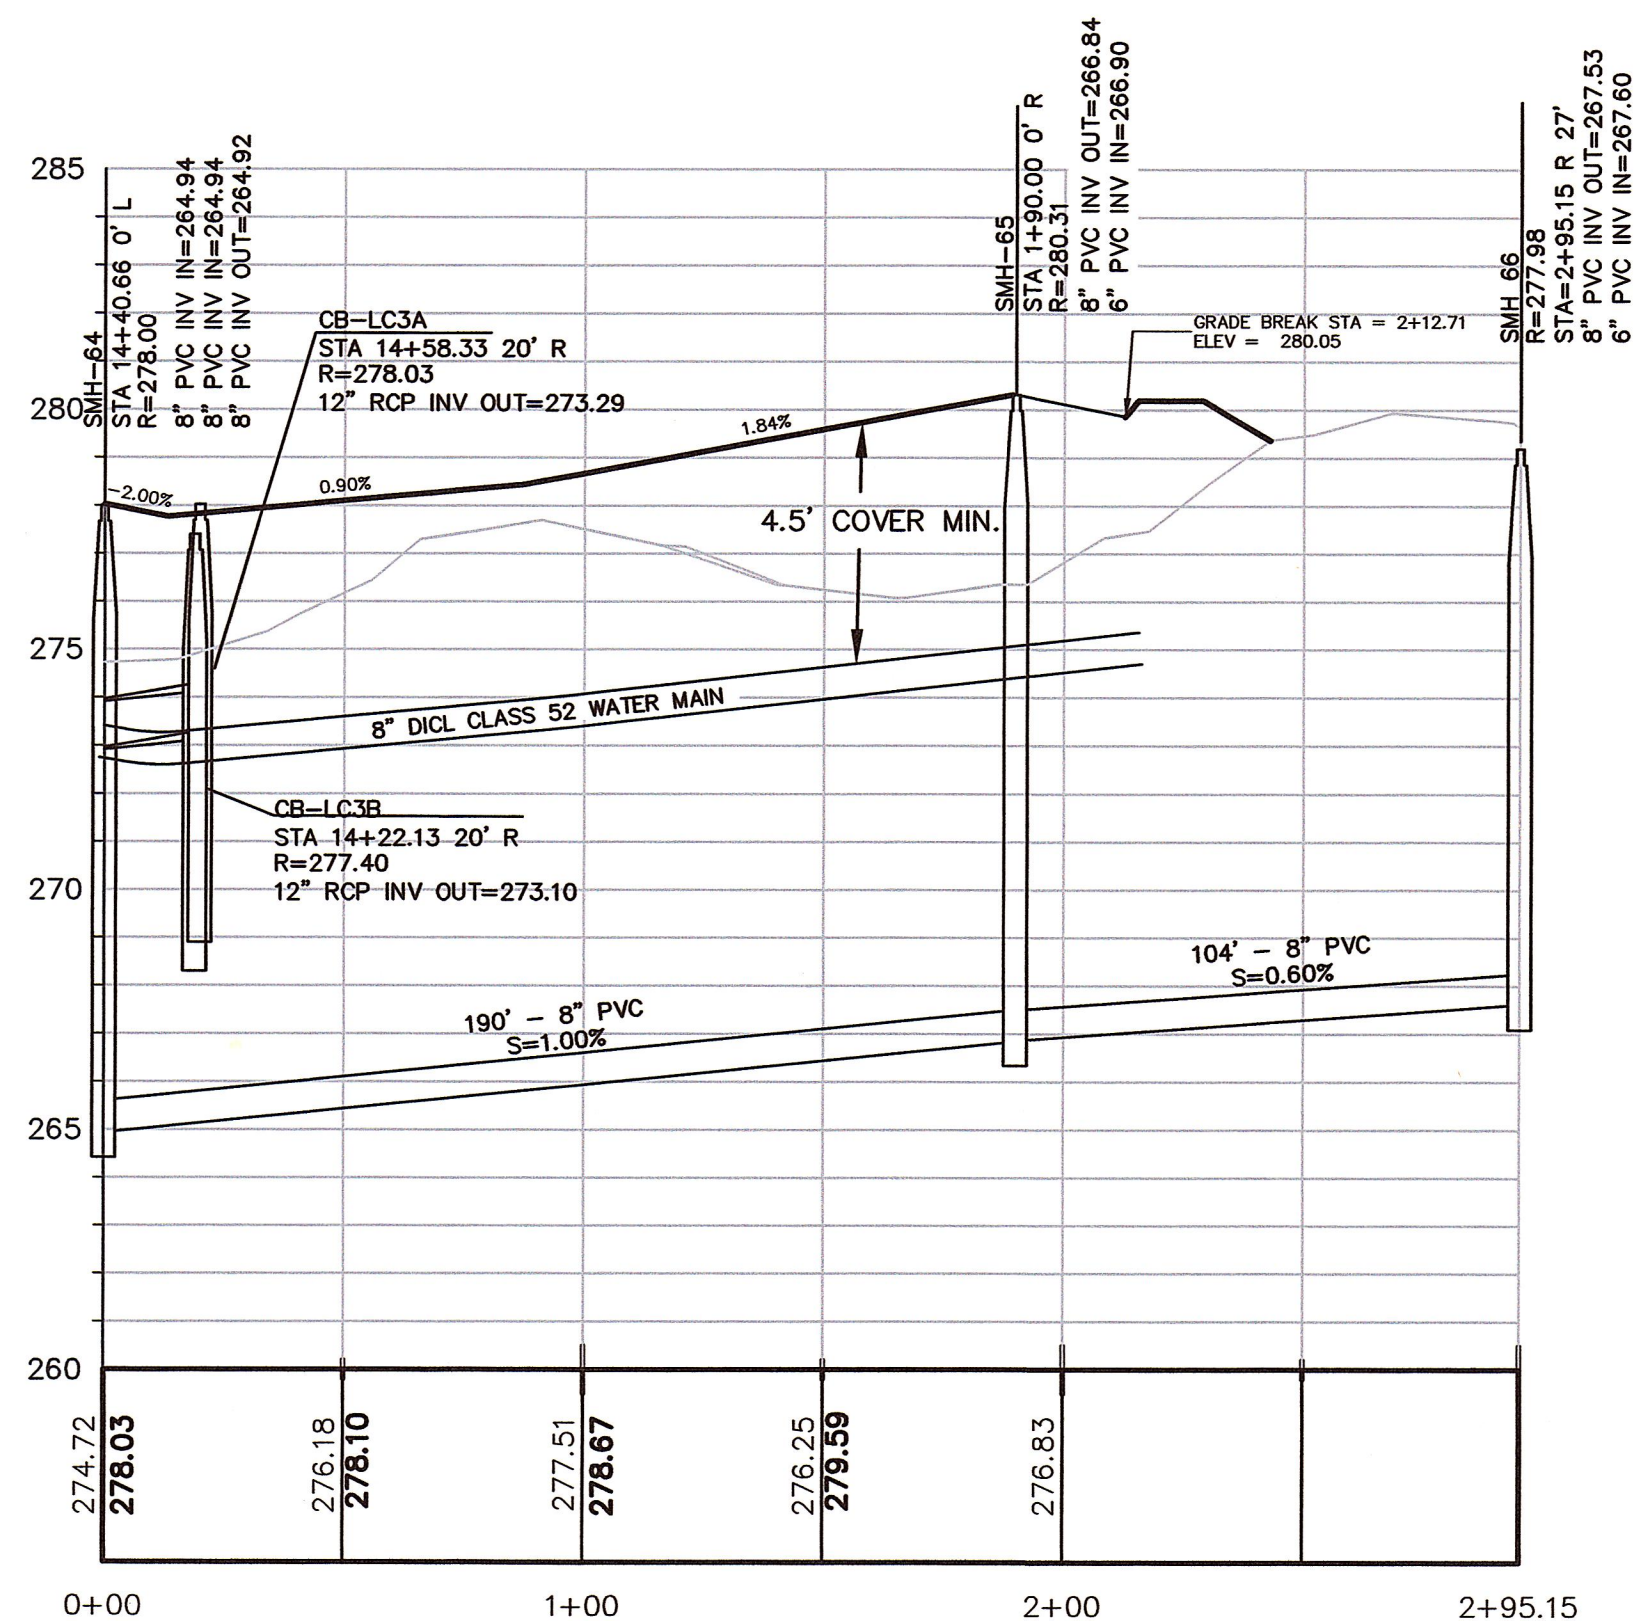 SMH-64
STA 14+40.66 0' L
R=278.00
8" PVC INV IN=264.94
8" PVC INV IN=264.94
8" PVC INV OUT=264.92
SMH-65
STA 1+90.00 0' R
R=280.31
8" PVC INV OUT=266.84
6" PVC INV IN=266.90
SMH 66
R=277.98
STA=2+95.15 R 27'
8" PVC INV OUT=267.53
6" PVC INV IN=267.60
285
280
275
270
265
260
CB-LC3A
STA 14+58.33 20' R
R=278.03
12" RCP INV OUT=273.29
GRADE BREAK STA = 2+12.71
ELEV = 280.05
-2.00%
0.90%
1.84%
4.5' COVER MIN.
8" DICL CLASS 52 WATER MAIN
CB-LC3B
STA 14+22.13 20' R
R=277.40
12" RCP INV OUT=273.10
190' - 8" PVC
S=1.00%
104' - 8" PVC
S=0.60%
274.72
278.03
276.18
278.10
277.51
278.67
276.25
279.59
276.83
0+00
1+00
2+00
2+95.15